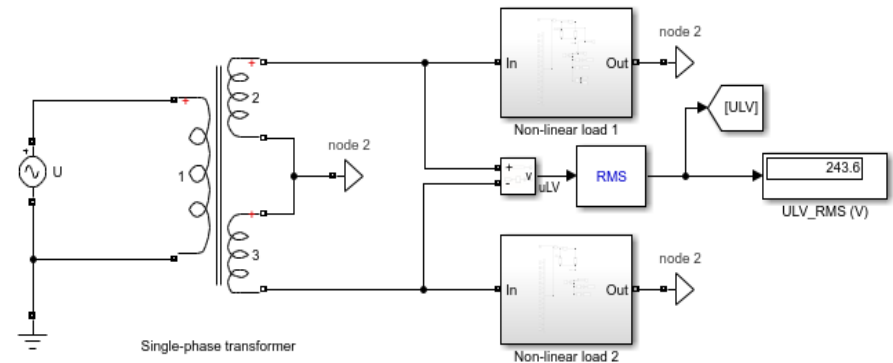 node 2
In
Out
Non-linear load 1
[ULV]
+
2
+
node 2
+
U
1
+
-
v
uLV
RMS
243.6
ULV_RMS (V)
+
3
node 2
In
Out
Non-linear load 2
Single-phase transformer